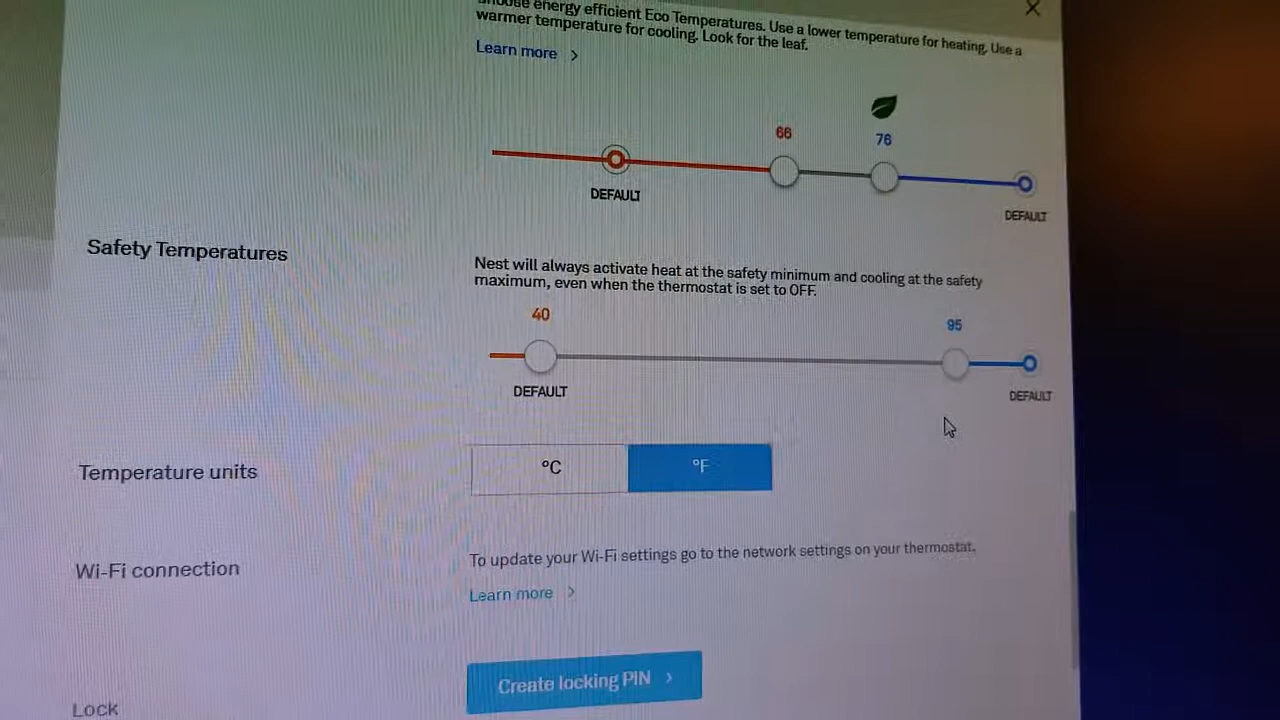 Choose energy efficient Eco Temperatures. Use a lower temperature for heating. Use a
warmer temperature for cooling. Look for the leaf.
Learn more >
66
76
DEFAULT
DEFAULT
Safety Temperatures
Nest will always activate heat at the safety minimum and cooling at the safety
maximum, even when the thermostat is set to OFF.
40
95
DEFAULT
DEFAULT
Temperature units
°C
°F
Wi-Fi connection
To update your Wi-Fi settings go to the network settings on your thermostat.
Learn more >
Create locking PIN >
Lock